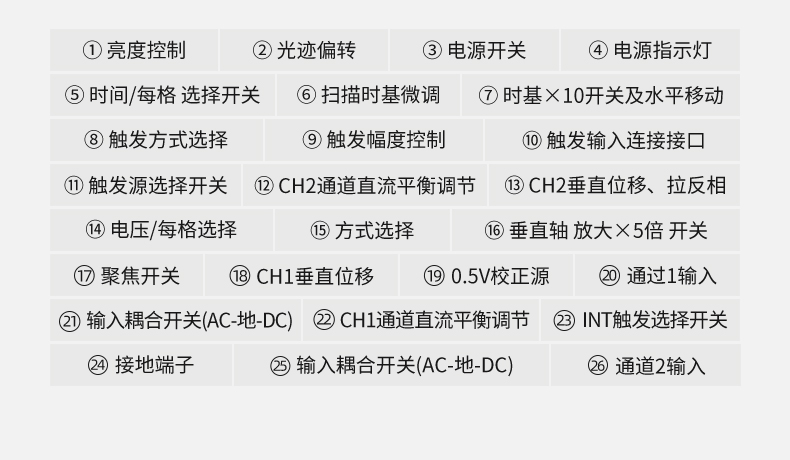 ① 亮度控制 ② 光迹偏转 ③ 电源开关 ④ 电源指示灯
⑤ 时间/每格 选择开关 ⑥ 扫描时基微调 ⑦ 时基×10开关及水平移动
⑧ 触发方式选择 ⑨ 触发幅度控制 ⑩ 触发输入连接接口
⑪ 触发源选择开关 ⑫ CH2通道直流平衡调节 ⑬ CH2垂直位移、拉反相
⑭ 电压/每格选择 ⑮ 方式选择 ⑯ 垂直轴 放大×5倍 开关
⑰ 聚焦开关 ⑱ CH1垂直位移 ⑲ 0.5V校正源 ⑳ 通过1输入
㉑ 输入耦合开关(AC-地-DC) ㉒ CH1通道直流平衡调节 ㉓ INT触发选择开关
㉔ 接地端子 ㉕ 输入耦合开关(AC-地-DC) ㉖ 通道2输入